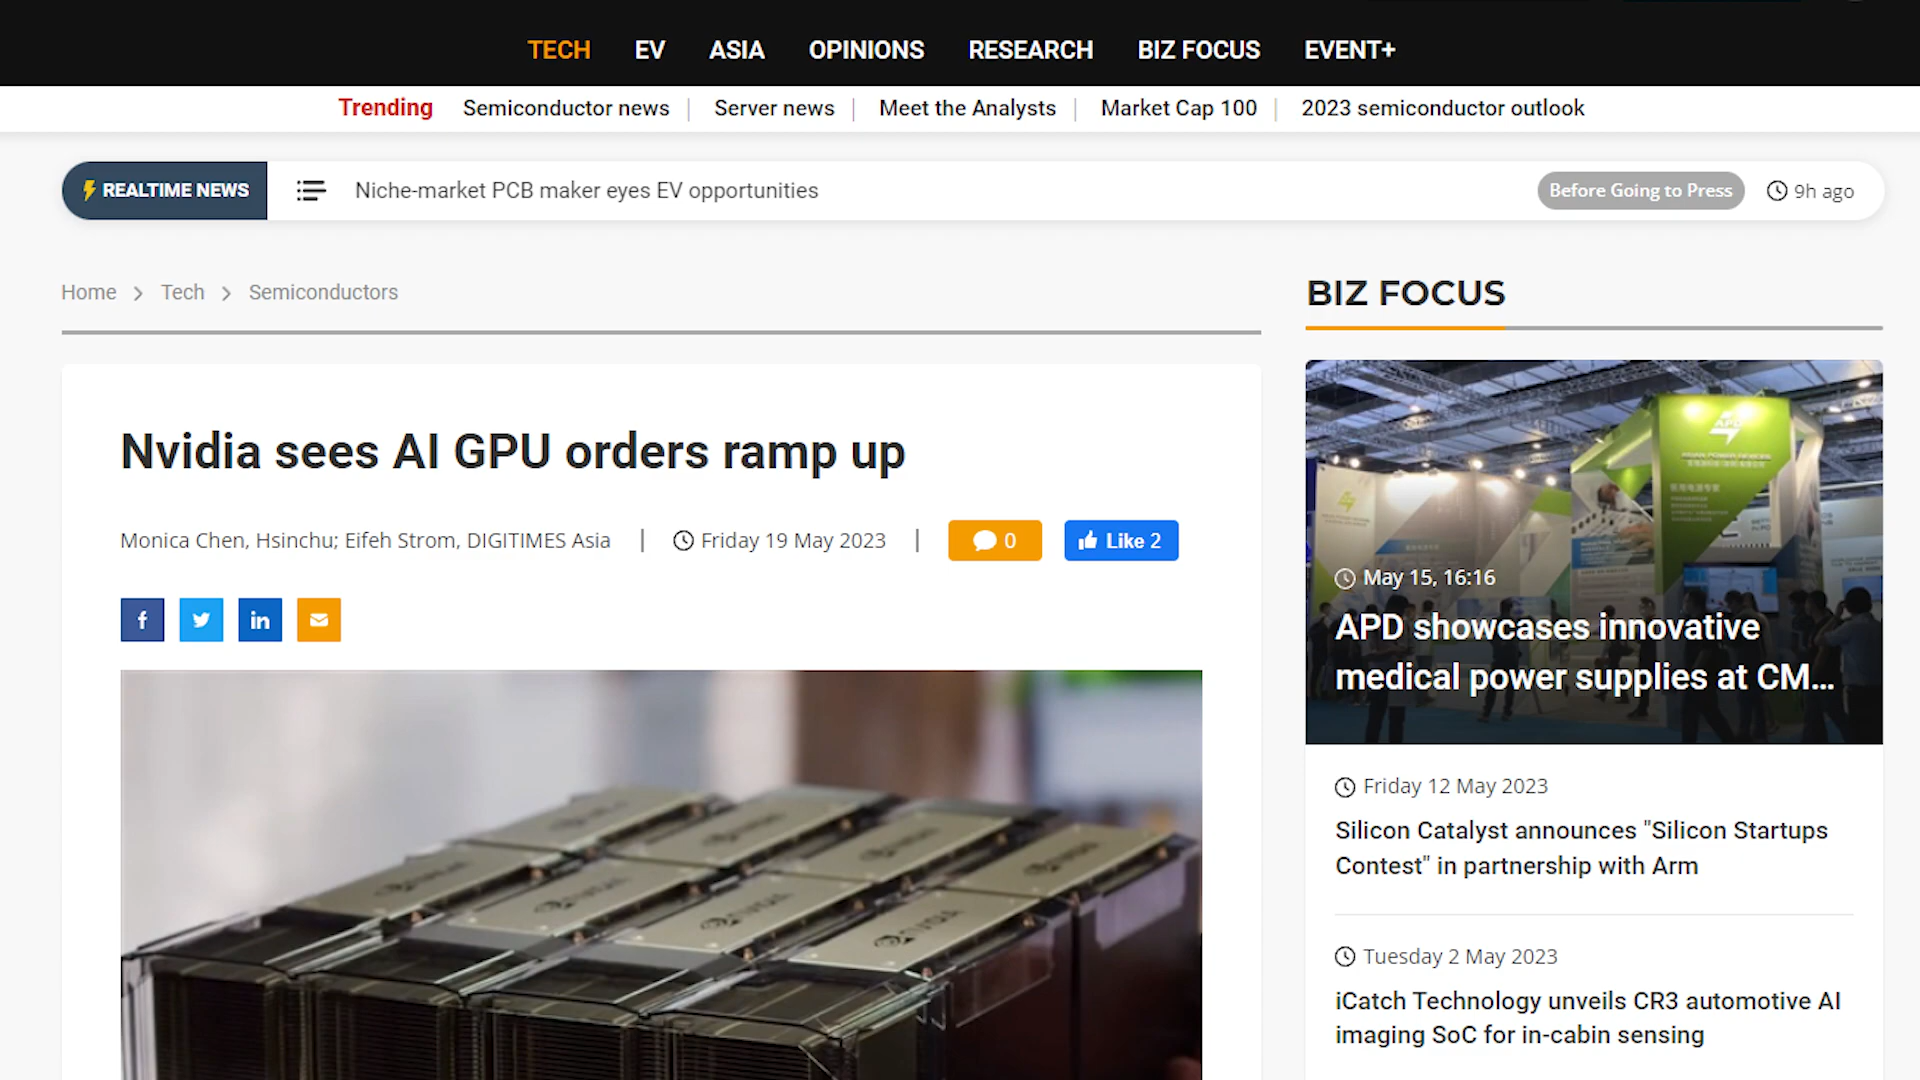 TECH EV ASIA OPINIONS RESEARCH BIZ FOCUS EVENT+
Trending Semiconductor news Server news Meet the Analysts Market Cap 100 2023 semiconductor outlook
REALTIME NEWS Niche-market PCB maker eyes EV opportunities Before Going to Press 9h ago
Home > Tech > Semiconductors
Nvidia sees AI GPU orders ramp up
Monica Chen, Hsinchu; Eifeh Strom, DIGITIMES Asia | Friday 19 May 2023 | 0 Like 2
BIZ FOCUS
APD
May 15, 16:16
APD showcases innovative
medical power supplies at CM...
Friday 12 May 2023
Silicon Catalyst announces "Silicon Startups
Contest" in partnership with Arm
Tuesday 2 May 2023
iCatch Technology unveils CR3 automotive AI
imaging SoC for in-cabin sensing
NVIDIA
NVIDIA
NVIDIA